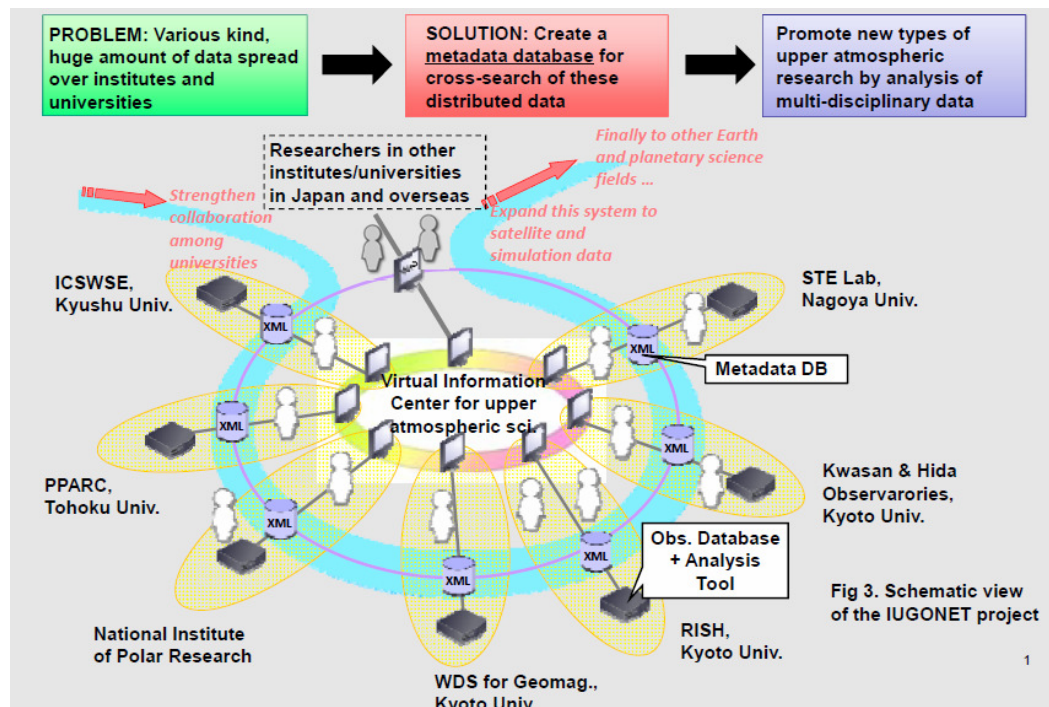 PROBLEM: Various kind,
huge amount of data spread
over institutes and
universities
SOLUTION: Create a
metadata database for
cross-search of these
distributed data
Promote new types of
upper atmospheric
research by analysis of
multi-disciplinary data
Researchers in other
institutes/universities
in Japan and overseas
Finally to other Earth
and planetary science
fields ...
Strengthen
collaboration
among
universities
Expand this system to
satellite and
simulation data
ICSWSE,
Kyushu Univ.
STE Lab,
Nagoya Univ.
XML
XML
Metadata DB
Virtual Information
Center for upper
atmospheric sci.
XML
XML
PPARC,
Tohoku Univ.
Kwasan & Hida
Observarories,
Kyoto Univ.
XML
XML
XML
Obs. Database
+ Analysis
Tool
Fig 3. Schematic view
of the IUGONET project
National Institute
of Polar Research
RISH,
Kyoto Univ.
WDS for Geomag.,
Kyoto Univ
1